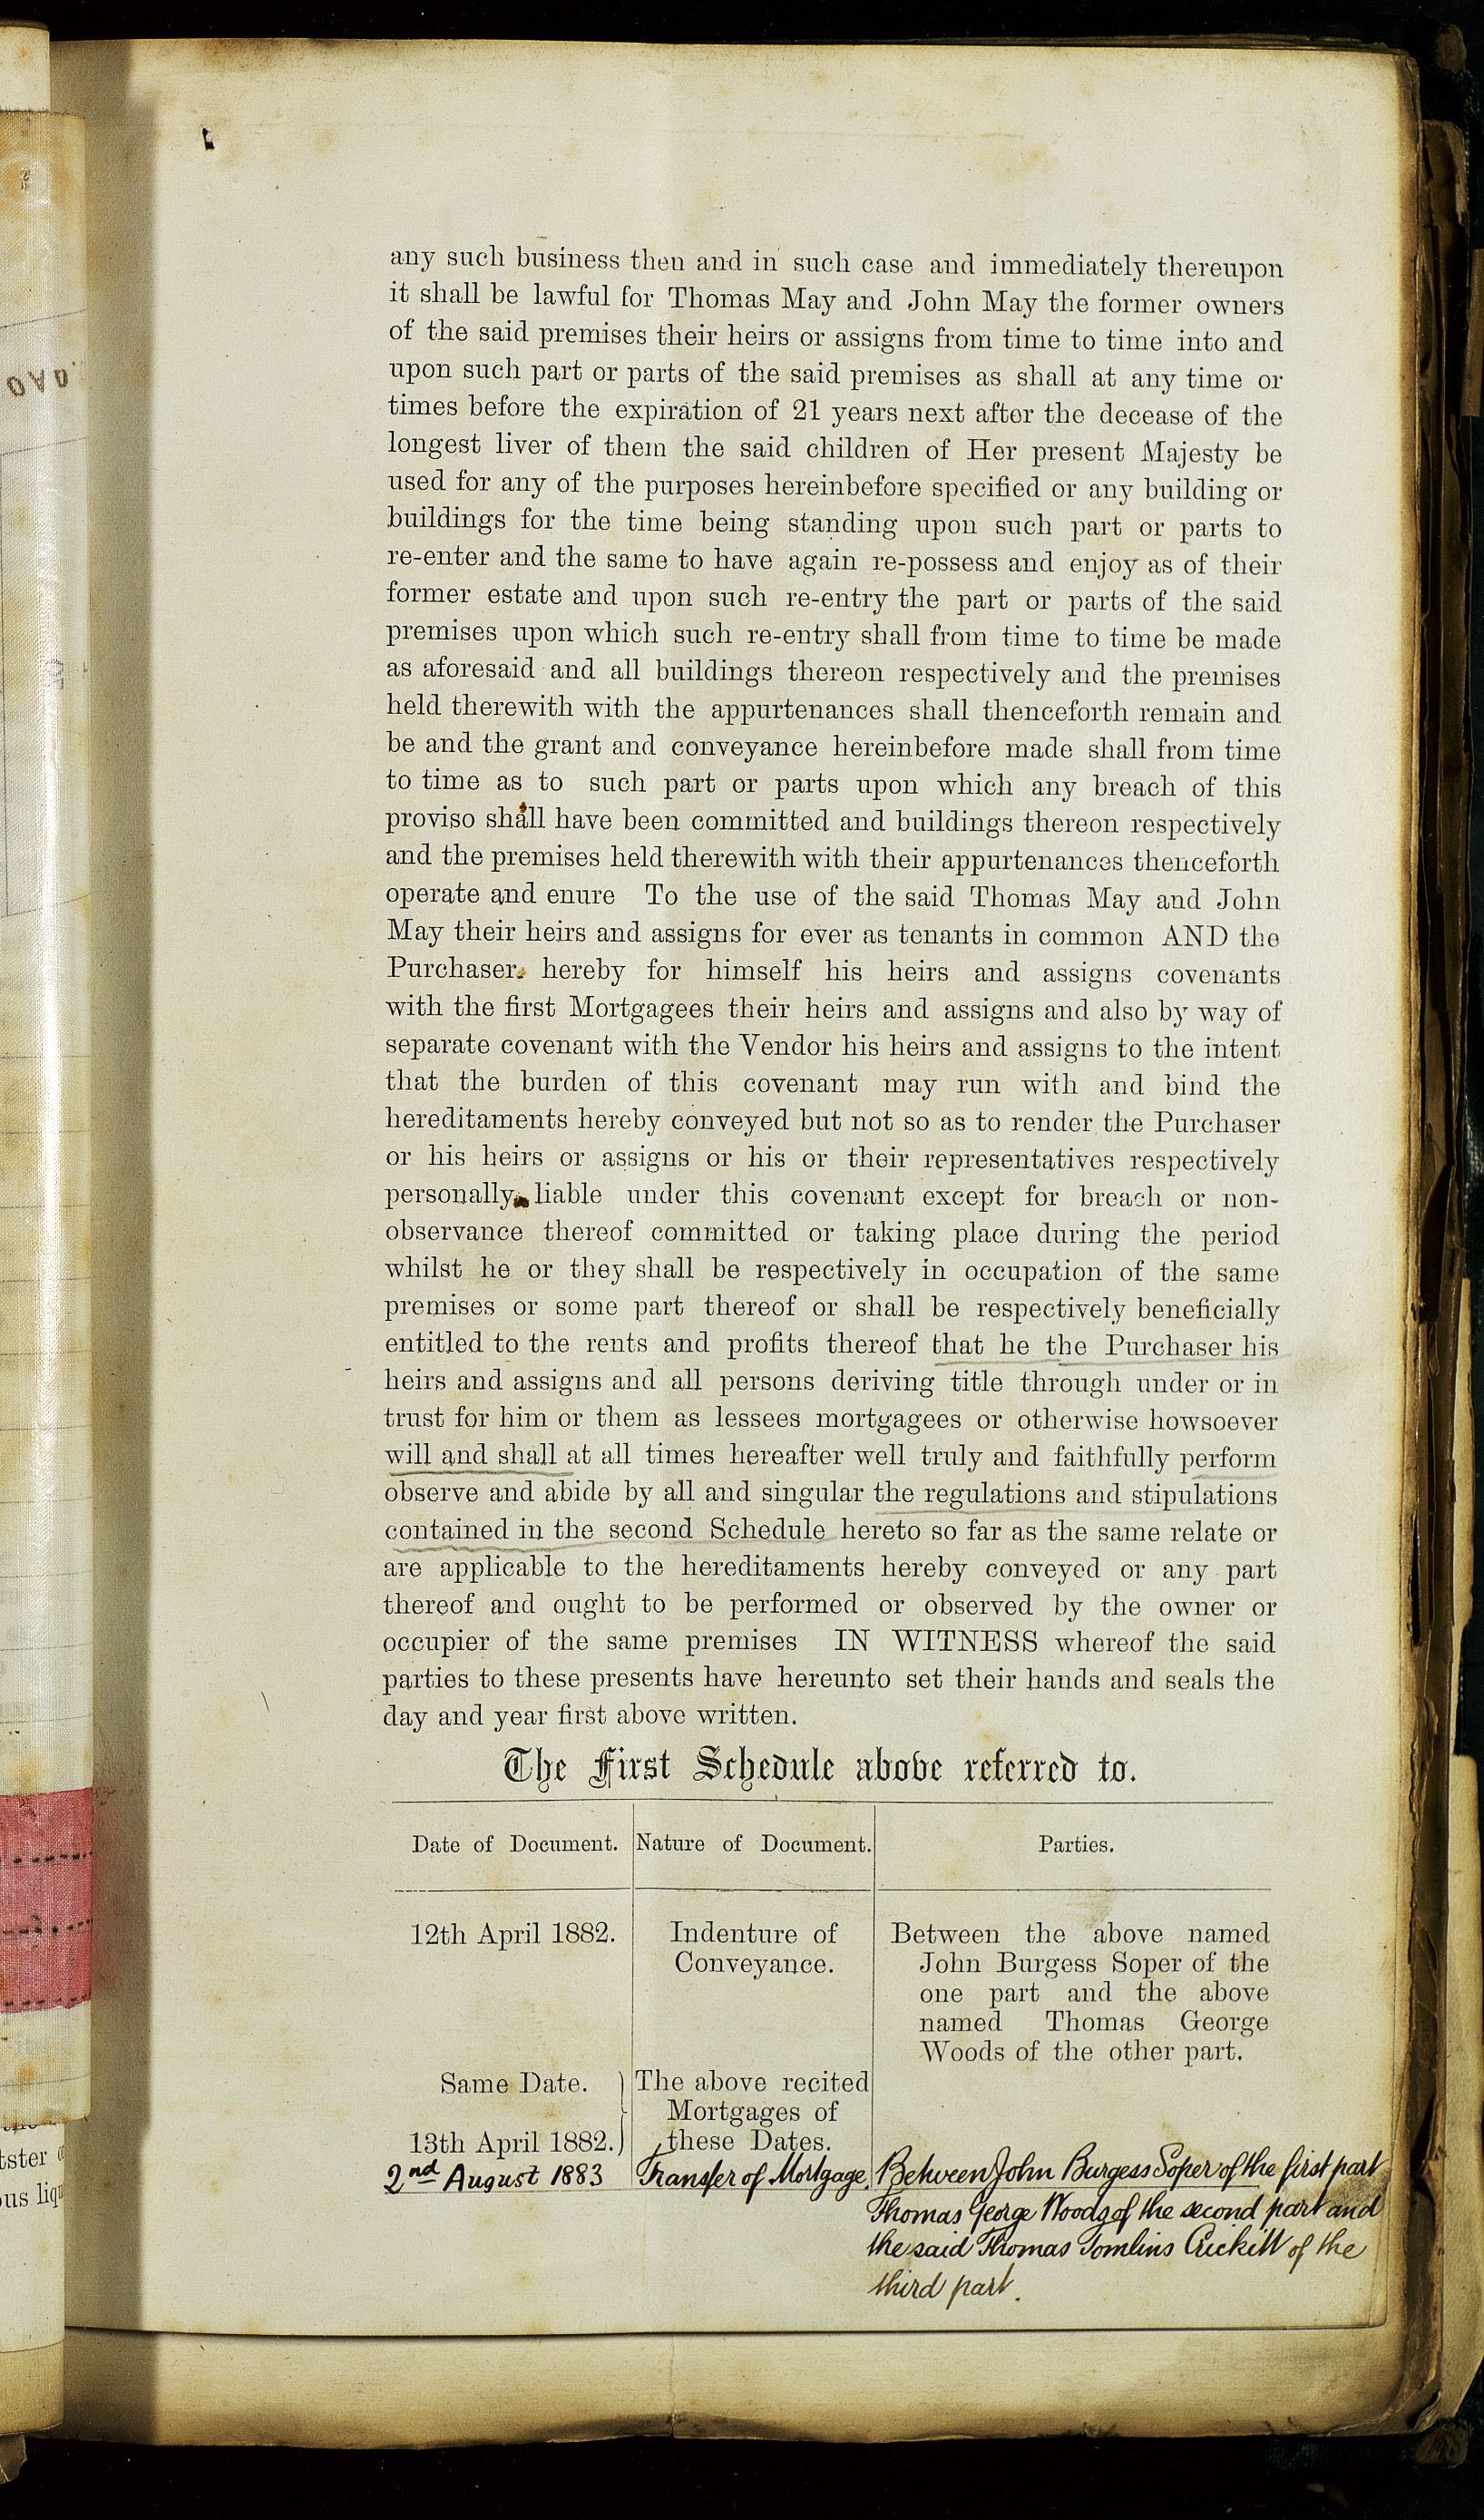 any such business then and in such case and immediately thereupon
it shall be lawful for Thomas May and John May the former owners
of the said premises their heirs or assigns from time to time into and
upon such part or parts of the said premises as shall at any time or
times before the expiration of 21 years next after the decease of the
longest liver of them the said children of Her present Majesty be
used for any of the purposes hereinbefore specified or any building or
buildings for the time being standing upon such part or parts to
re-enter and the same to have again re-possess and enjoy as of their
former estate and upon such re-entry the part or parts of the said
premises upon which such re-entry shall from time to time be made
as aforesaid and all buildings thereon respectively and the premises
held therewith with the appurtenances shall thenceforth remain and
be and the grant and conveyance hereinbefore made shall from time
to time as to such part or parts upon which any breach of this
proviso shall have been committed and buildings thereon respectively
and the premises held therewith with their appurtenances thenceforth
operate and enure To the use of the said Thomas May and John
May their heirs and assigns for ever as tenants in common AND the
Purchaser hereby for himself his heirs and assigns covenants
with the first Mortgagees their heirs and assigns and also by way of
separate covenant with the Vendor his heirs and assigns to the intent
that the burden of this covenant may run with and bind the
hereditaments hereby conveyed but not so as to render the Purchaser
or his heirs or assigns or his or their representatives respectively
personally liable under this covenant except for breach or non-
observance thereof committed or taking place during the period
whilst he or they shall be respectively in occupation of the same
premises or some part thereof or shall be respectively beneficially
entitled to the rents and profits thereof that he the Purchaser his
heirs and assigns and all persons deriving title through under or in
trust for him or them as lessees mortgagees or otherwise howsoever
will and shall at all times hereafter well truly and faithfully perform
observe and abide by all and singular the regulations and stipulations
contained in the second Schedule hereto so far as the same relate or
are applicable to the hereditaments hereby conveyed or any part
thereof and ought to be performed or observed by the owner or
occupier of the same premises IN WITNESS whereof the said
parties to these presents have hereunto set their hands and seals the
day and year first above written.
The First Schedule above referred to.
Date of Document. Nature of Document. Parties.
12th April 1882. Indenture of Between the above named
Conveyance. John Burgess Soper of the
one part and the above
named Thomas George
Woods of the other part.
Same Date. The above recited
Mortgages of
13th April 1882. these Dates.
2nd August 1883 Transfer of Mortgage. Between John Burgess Soper of the first part
Thomas George Woods of the second part and
the said Thomas Tomlins Crickitt of the
third part.